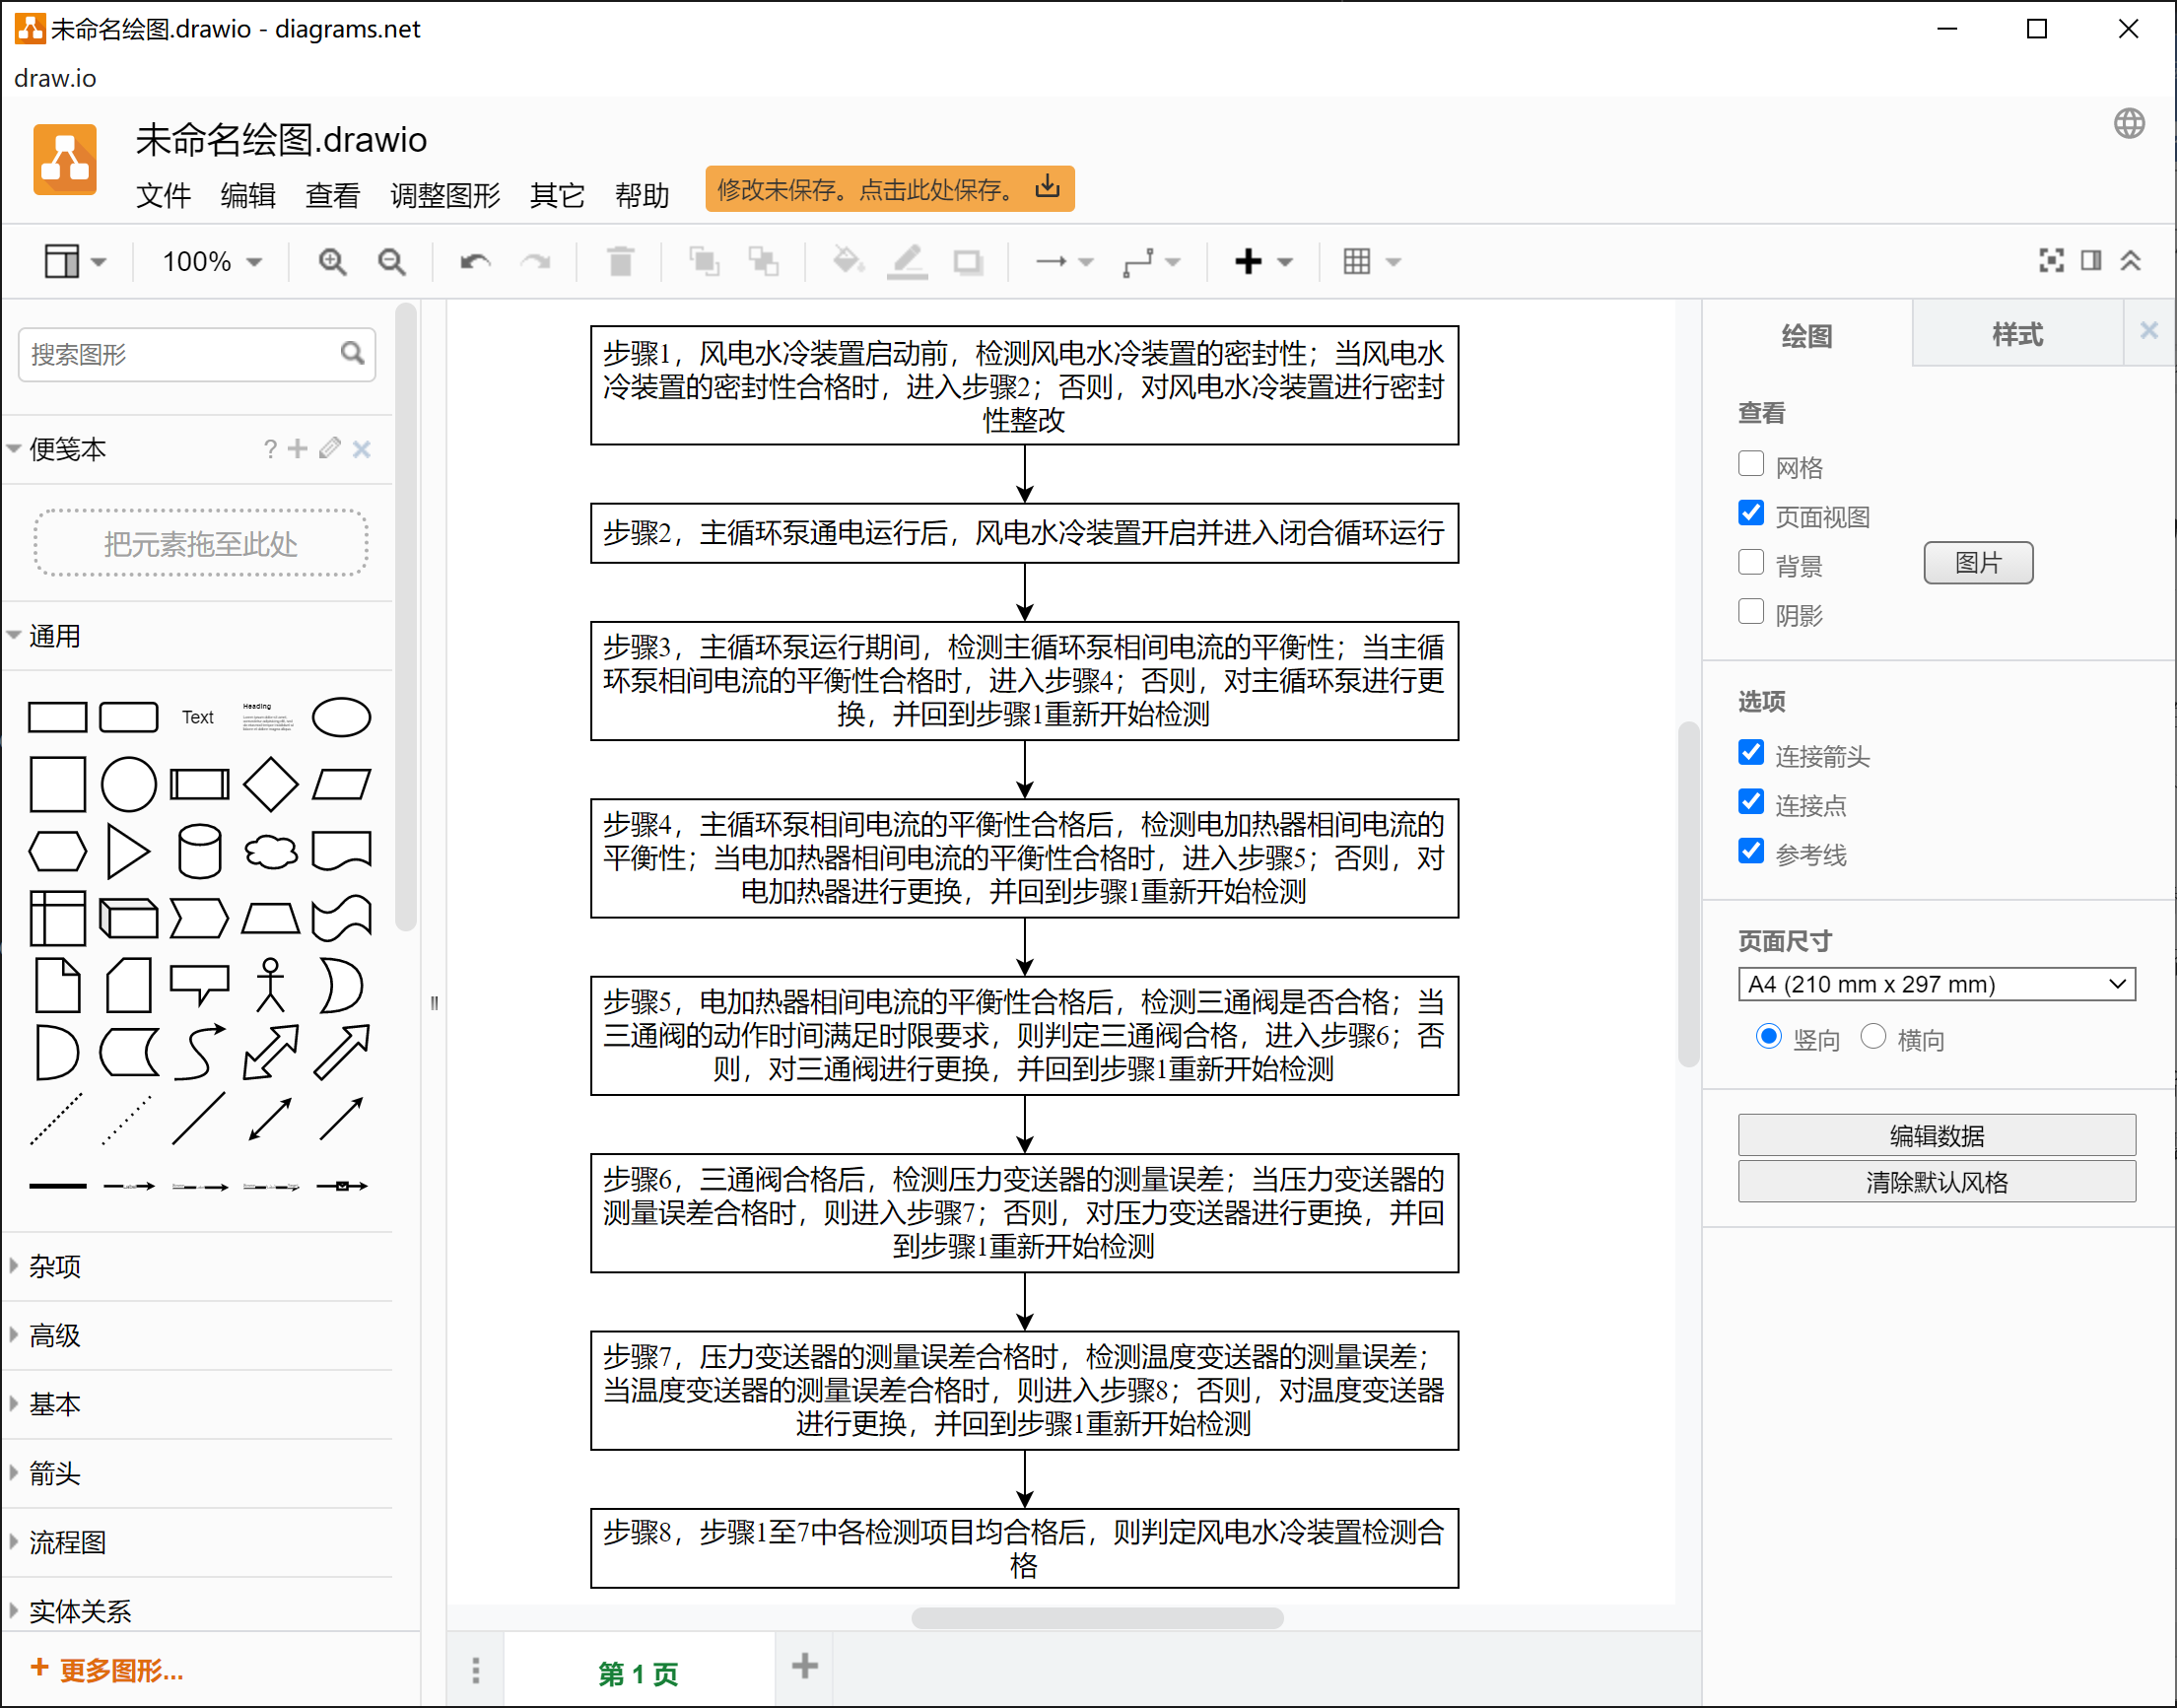 未命名绘图.drawio - diagrams.net
draw.io
未命名绘图.drawio
文件 编辑 查看 调整图形 其它 帮助
修改未保存。点击此处保存。
100%
搜索图形
便笺本
?
把元素拖至此处
通用
Text
Heading
杂项
高级
基本
箭头
流程图
实体关系
+ 更多图形...
步骤1，风电水冷装置启动前，检测风电水冷装置的密封性；当风电水
冷装置的密封性合格时，进入步骤2；否则，对风电水冷装置进行密封
性整改
步骤2，主循环泵通电运行后，风电水冷装置开启并进入闭合循环运行
步骤3，主循环泵运行期间，检测主循环泵相间电流的平衡性；当主循
环泵相间电流的平衡性合格时，进入步骤4；否则，对主循环泵进行更
换，并回到步骤1重新开始检测
步骤4，主循环泵相间电流的平衡性合格后，检测电加热器相间电流的
平衡性；当电加热器相间电流的平衡性合格时，进入步骤5；否则，对
电加热器进行更换，并回到步骤1重新开始检测
步骤5，电加热器相间电流的平衡性合格后，检测三通阀是否合格；当
三通阀的动作时间满足时限要求，则判定三通阀合格，进入步骤6；否
则，对三通阀进行更换，并回到步骤1重新开始检测
步骤6，三通阀合格后，检测压力变送器的测量误差；当压力变送器的
测量误差合格时，则进入步骤7；否则，对压力变送器进行更换，并回
到步骤1重新开始检测
步骤7，压力变送器的测量误差合格时，检测温度变送器的测量误差；
当温度变送器的测量误差合格时，则进入步骤8；否则，对温度变送器
进行更换，并回到步骤1重新开始检测
步骤8，步骤1至7中各检测项目均合格后，则判定风电水冷装置检测合
格
第 1 页
绘图 样式
查看
网格
页面视图
背景 图片
阴影
选项
连接箭头
连接点
参考线
页面尺寸
A4 (210 mm x 297 mm)
竖向 横向
编辑数据
清除默认风格